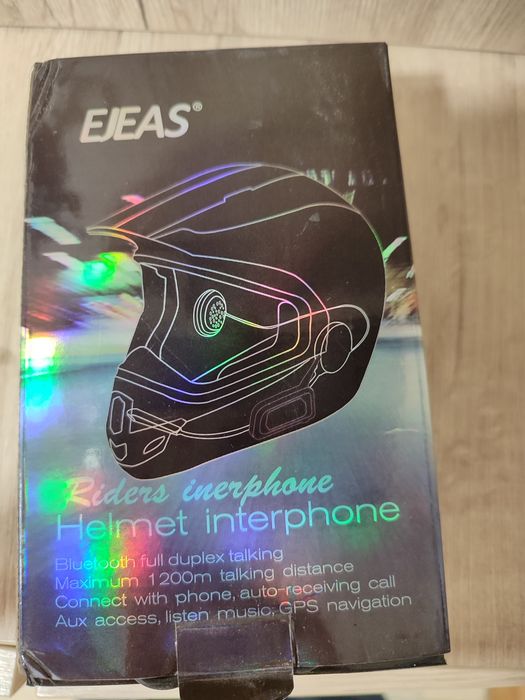 EJEAS®
Riders inerphone
Helmet interphone
Bluetooth full duplex talking
Maximum 1200m talking distance
Connect with phone, auto-receiving call
Aux access, listen music, GPS navigation